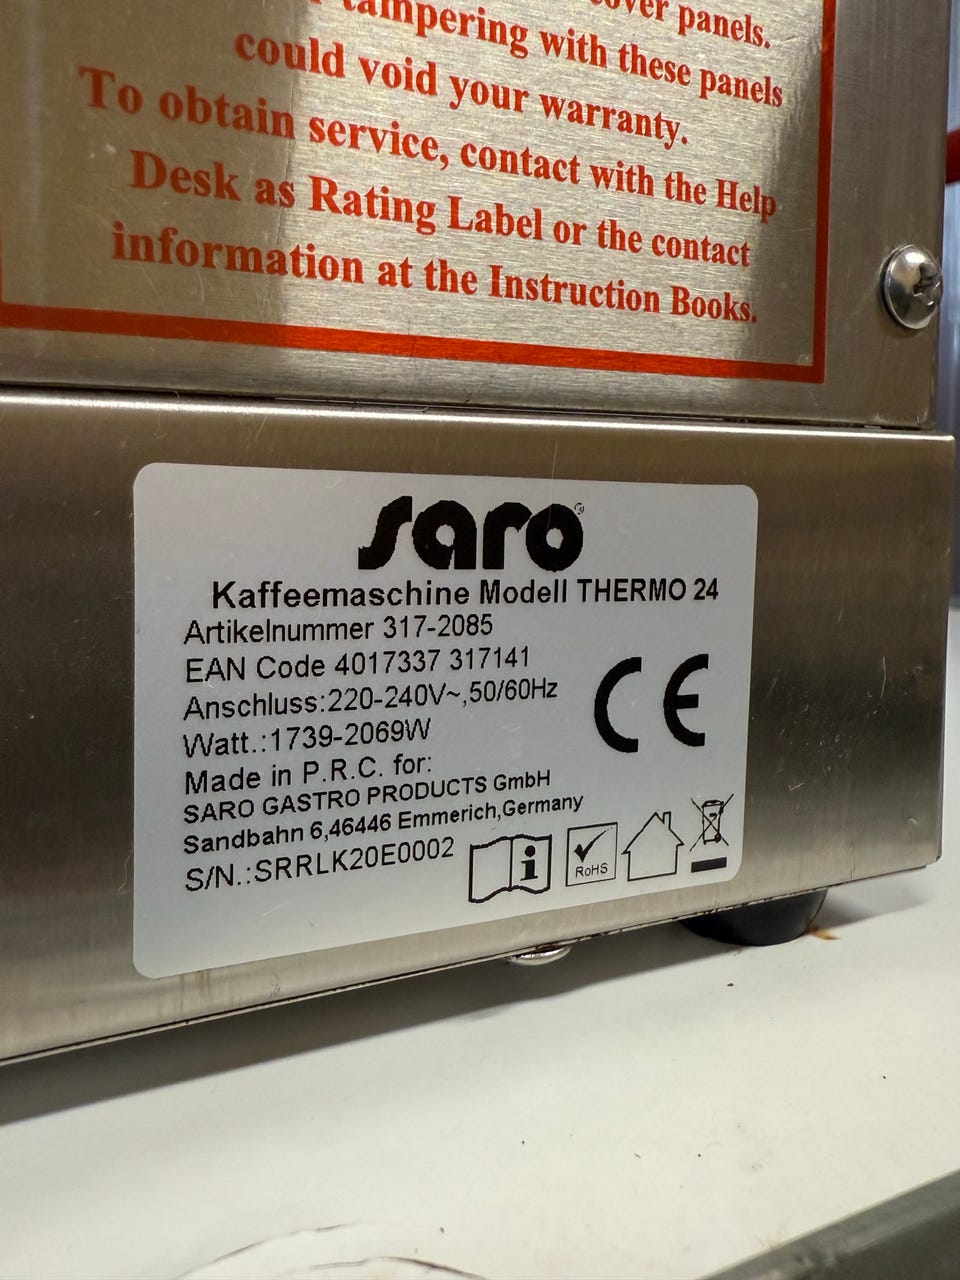 cover panels.
tampering with these panels
could void your warranty.
To obtain service, contact with the Help
Desk as Rating Label or the contact
information at the Instruction Books.
saro
Kaffeemaschine Modell THERMO 24
Artikelnummer 317-2085
EAN Code 4017337 317141
Anschluss:220-240V~,50/60Hz
Watt.:1739-2069W
Made in P.R.C. for:
SARO GASTRO PRODUCTS GmbH
Sandbahn 6,46446 Emmerich,Germany
S/N.:SRRLK20E0002
CE
i
RoHS